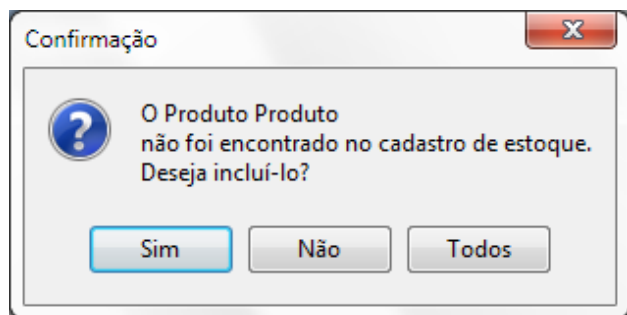 Confirmação
O Produto Produto
não foi encontrado no cadastro de estoque.
Deseja incluí-lo?
Sim Não Todos